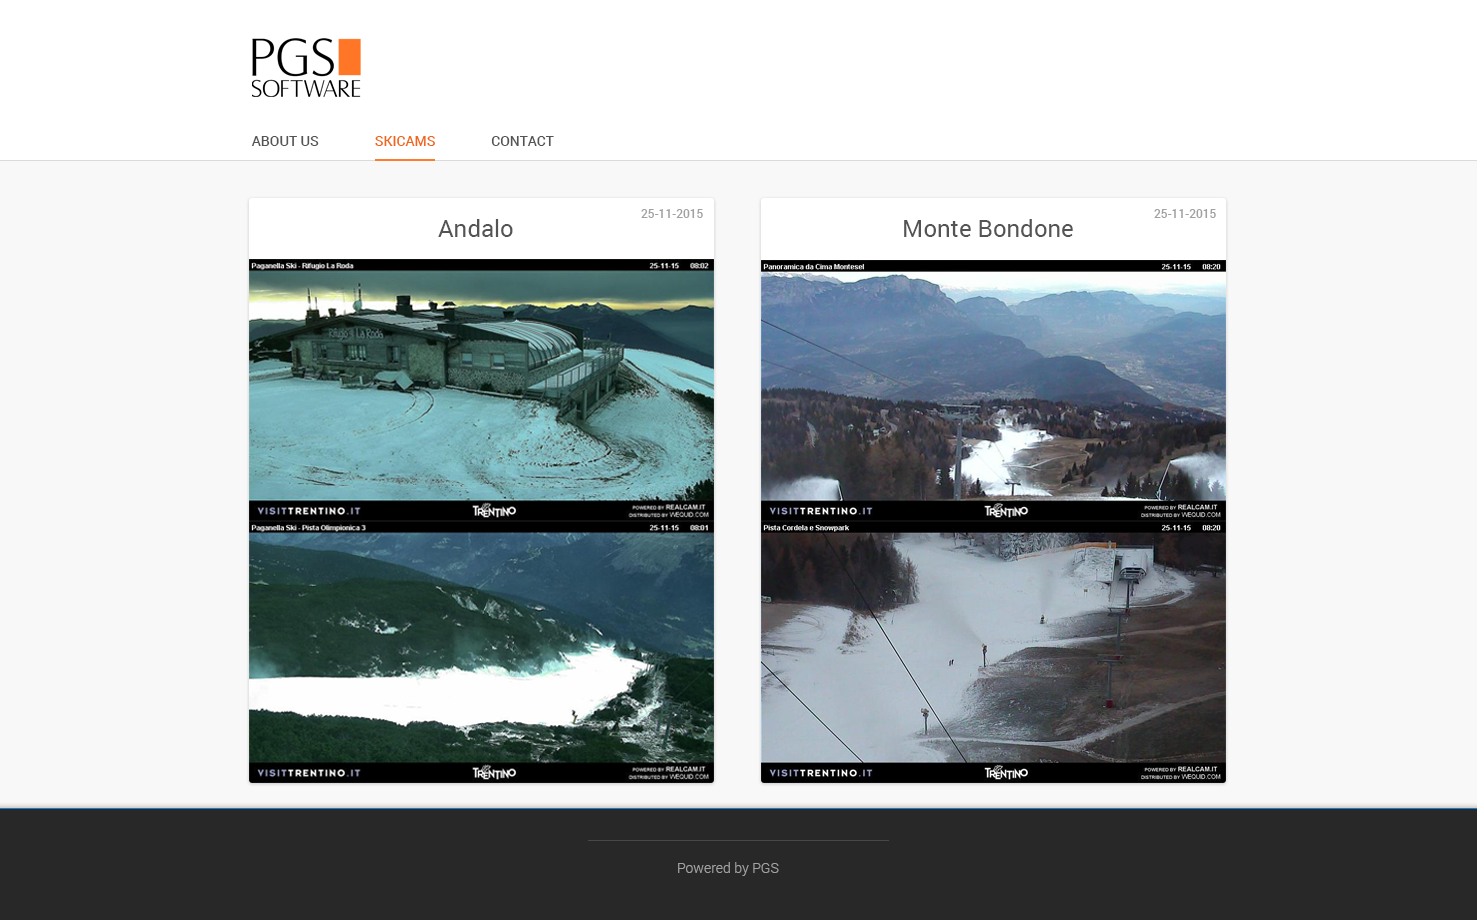 PGS
SOFTWARE
ABOUT US SKICAMS CONTACT
25-11-2015
Andalo
Paganella Ski - Rifugio La Roda 25-11-15 08:02
Rifugio La Roda
VISITTRENTINO.IT TRENTINO POWERED BY REALCAM.IT
DISTRIBUTED BY WEQUID.COM
Paganella Ski - Pista Olimpionica 3 25-11-15 08:01
VISITTRENTINO.IT TRENTINO POWERED BY REALCAM.IT
DISTRIBUTED BY WEQUID.COM
25-11-2015
Monte Bondone
Panoramica da Cima Montesel 25-11-15 08:20
VISITTRENTINO.IT TRENTINO POWERED BY REALCAM.IT
DISTRIBUTED BY WEQUID.COM
Pista Cordela e Snowpark 25-11-15 08:20
VISITTRENTINO.IT TRENTINO POWERED BY REALCAM.IT
DISTRIBUTED BY WEQUID.COM
Powered by PGS